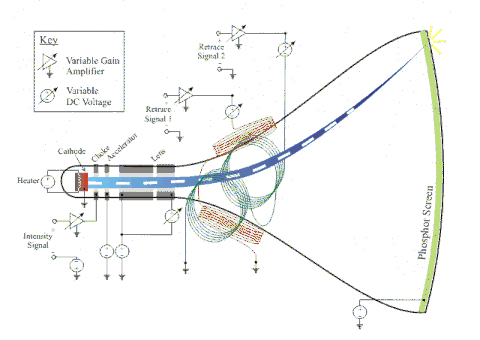 Key
Variable Gain
Amplifier
Variable
DC Voltage
Retrace
Signal 2
Retrace
Signal 1
Cathode
Choke
Accelerator
Lens
Heater
Intensity
Signal
Phosphor Screen